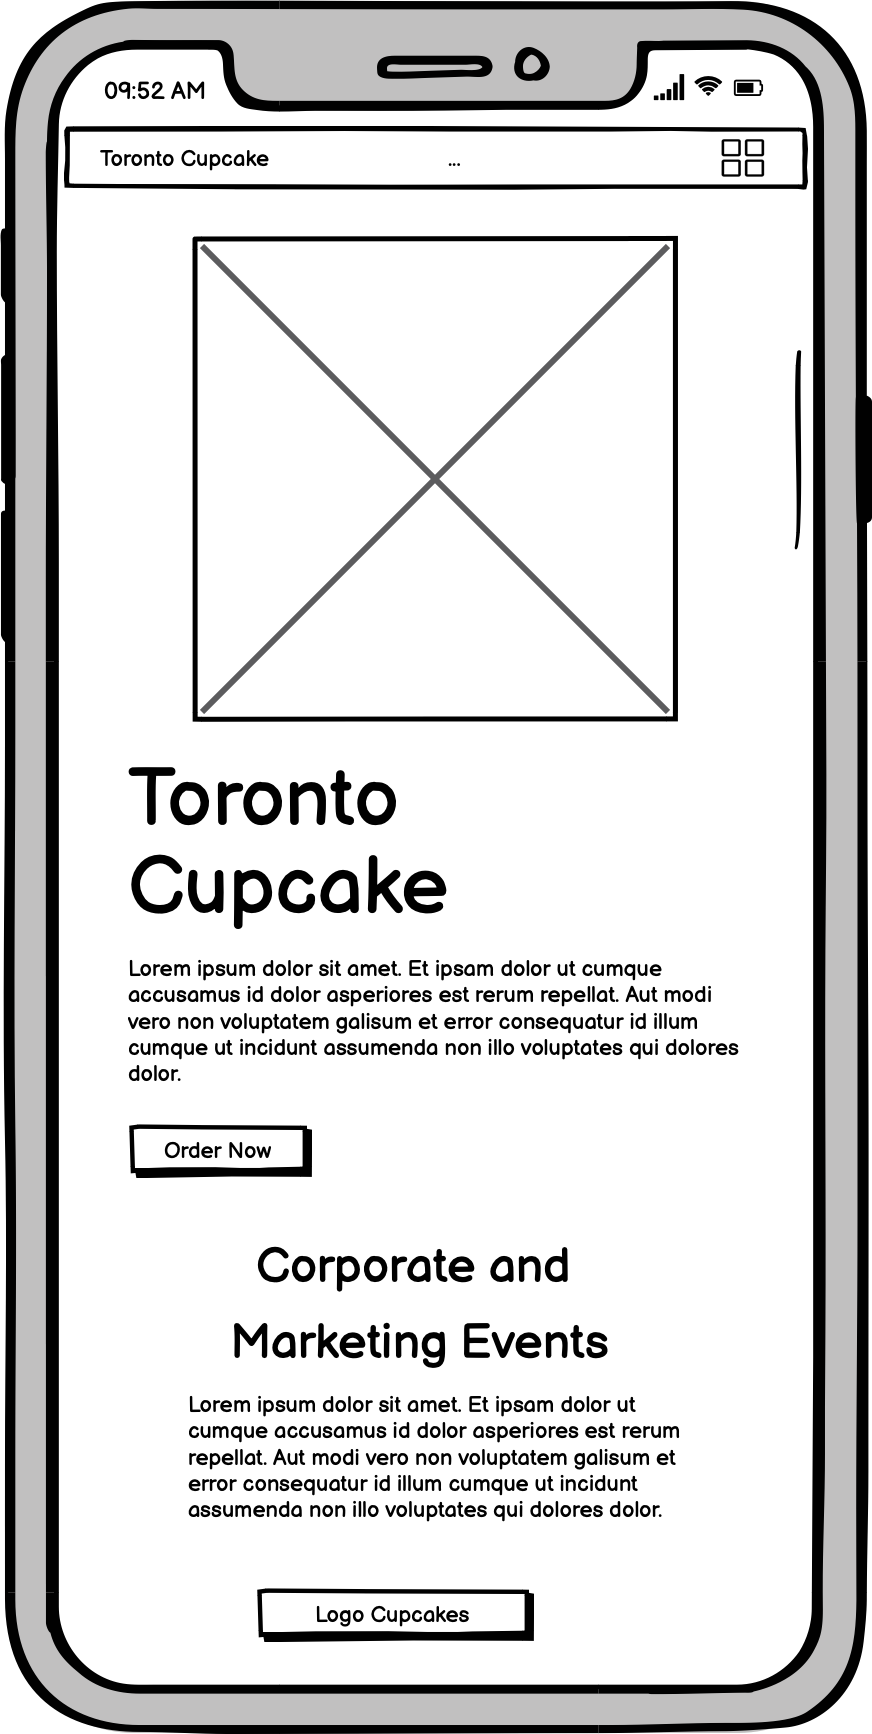 09:52 AM
Toronto Cupcake ...
Toronto
Cupcake
Lorem ipsum dolor sit amet. Et ipsam dolor ut cumque
accusamus id dolor asperiores est rerum repellat. Aut modi
vero non voluptatem galisum et error consequatur id illum
cumque ut incidunt assumenda non illo voluptates qui dolores
dolor.
Order Now
Corporate and
Marketing Events
Lorem ipsum dolor sit amet. Et ipsam dolor ut
cumque accusamus id dolor asperiores est rerum
repellat. Aut modi vero non voluptatem galisum et
error consequatur id illum cumque ut incidunt
assumenda non illo voluptates qui dolores dolor.
Logo Cupcakes